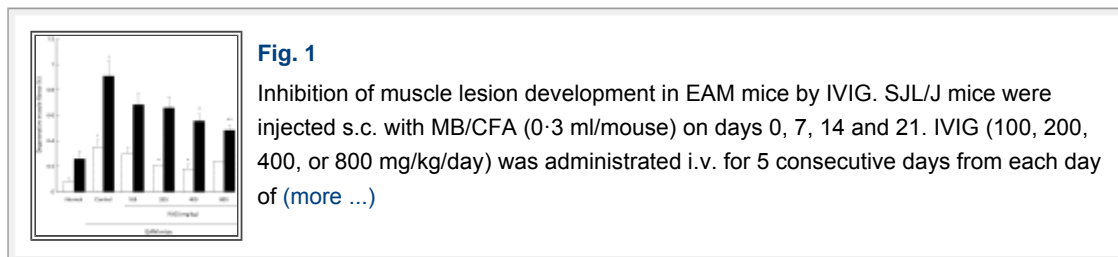 Fig. 1
Inhibition of muscle lesion development in EAM mice by IVIG. SJL/J mice were
injected s.c. with MB/CFA (0·3 ml/mouse) on days 0, 7, 14 and 21. IVIG (100, 200,
400, or 800 mg/kg/day) was administrated i.v. for 5 consecutive days from each day
of (more ...)
Normal
Control